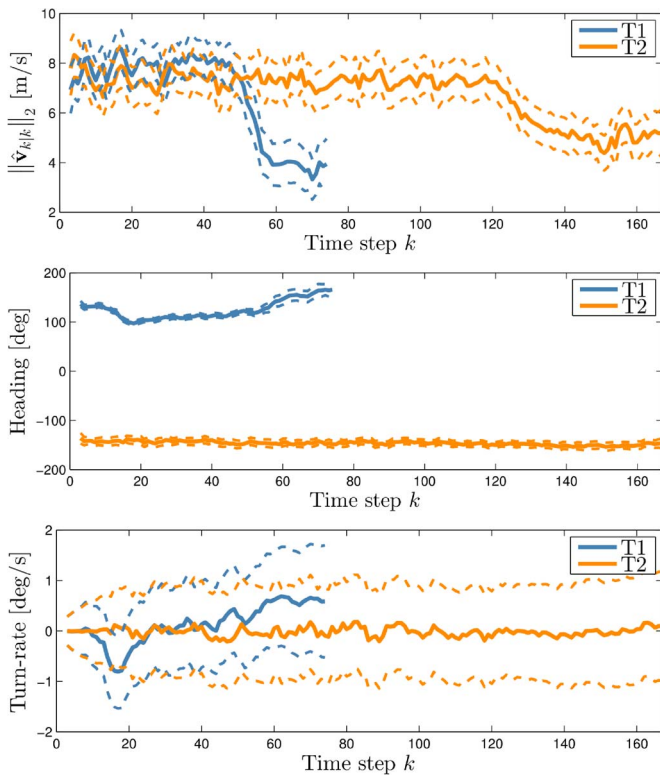 10
8
6
4
2
0 20 40 60 80 100 120 140 160
||v̂ₖ|ₖ||₂ [m/s]
Time step k
T1
T2
200
100
0
−100
−200
0 20 40 60 80 100 120 140 160
Heading [deg]
Time step k
T1
T2
2
1
0
−1
−2
0 20 40 60 80 100 120 140 160
Turn-rate [deg/s]
Time step k
T1
T2